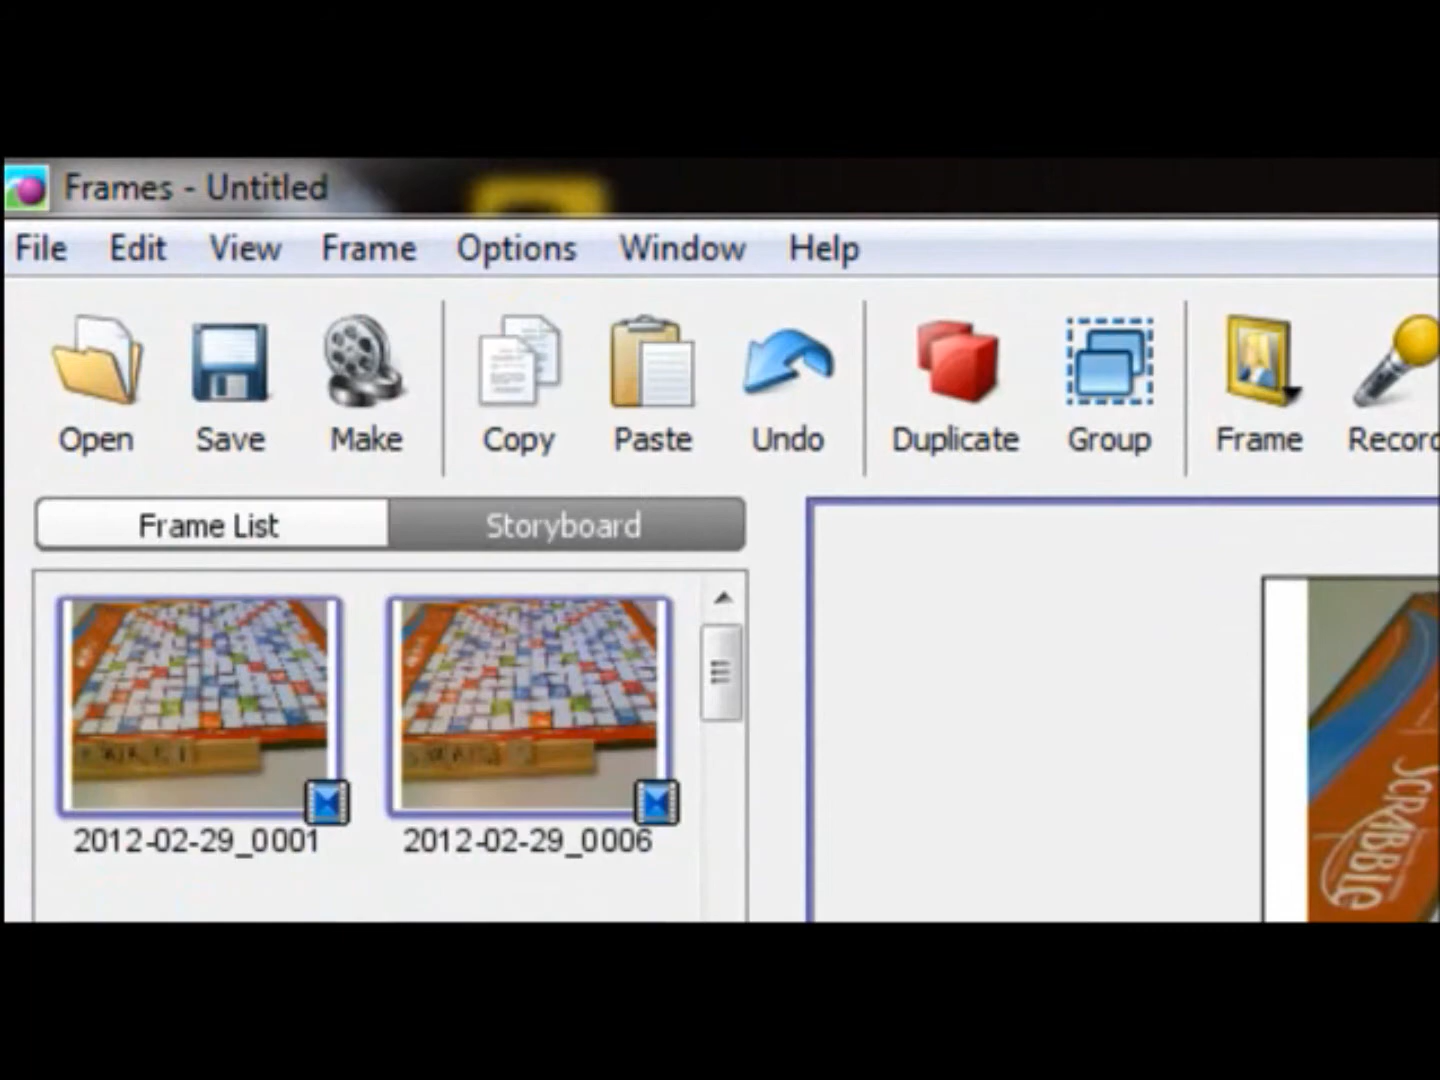 Frames - Untitled
File Edit View Frame Options Window Help
Open Save Make Copy Paste Undo Duplicate Group Frame Record
Frame List Storyboard
2012-02-29_0001 2012-02-29_0006
SCRABBLE